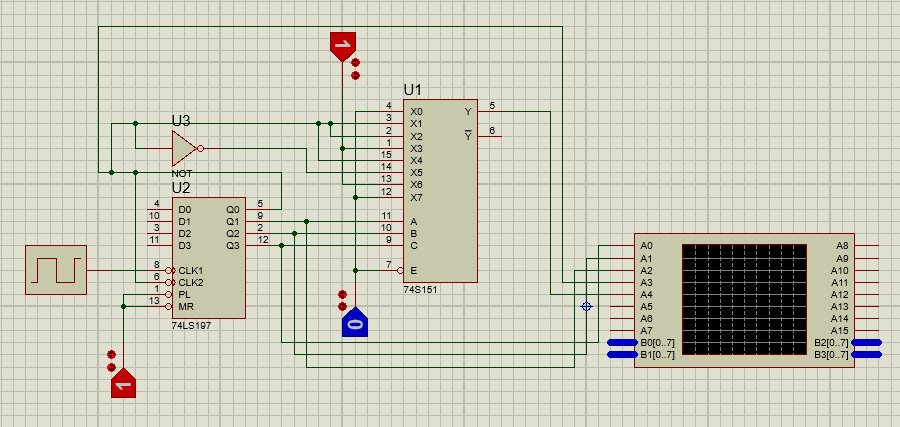 1
U1
4 X0 Y 5
3 X1
2 X2 Y 6
1 X3
15 X4
14 X5
13 X6
12 X7
11 A
10 B
9 C
7 E
74S151
U3
NOT
U2
4 D0 Q0 5
10 D1 Q1 9
3 D2 Q2 2
11 D3 Q3 12
8 CLK1
6 CLK2
1 PL
13 MR
74LS197
1
0
A0 A8
A1 A9
A2 A10
A3 A11
A4 A12
A5 A13
A6 A14
A7 A15
B0[0..7] B2[0..7]
B1[0..7] B3[0..7]